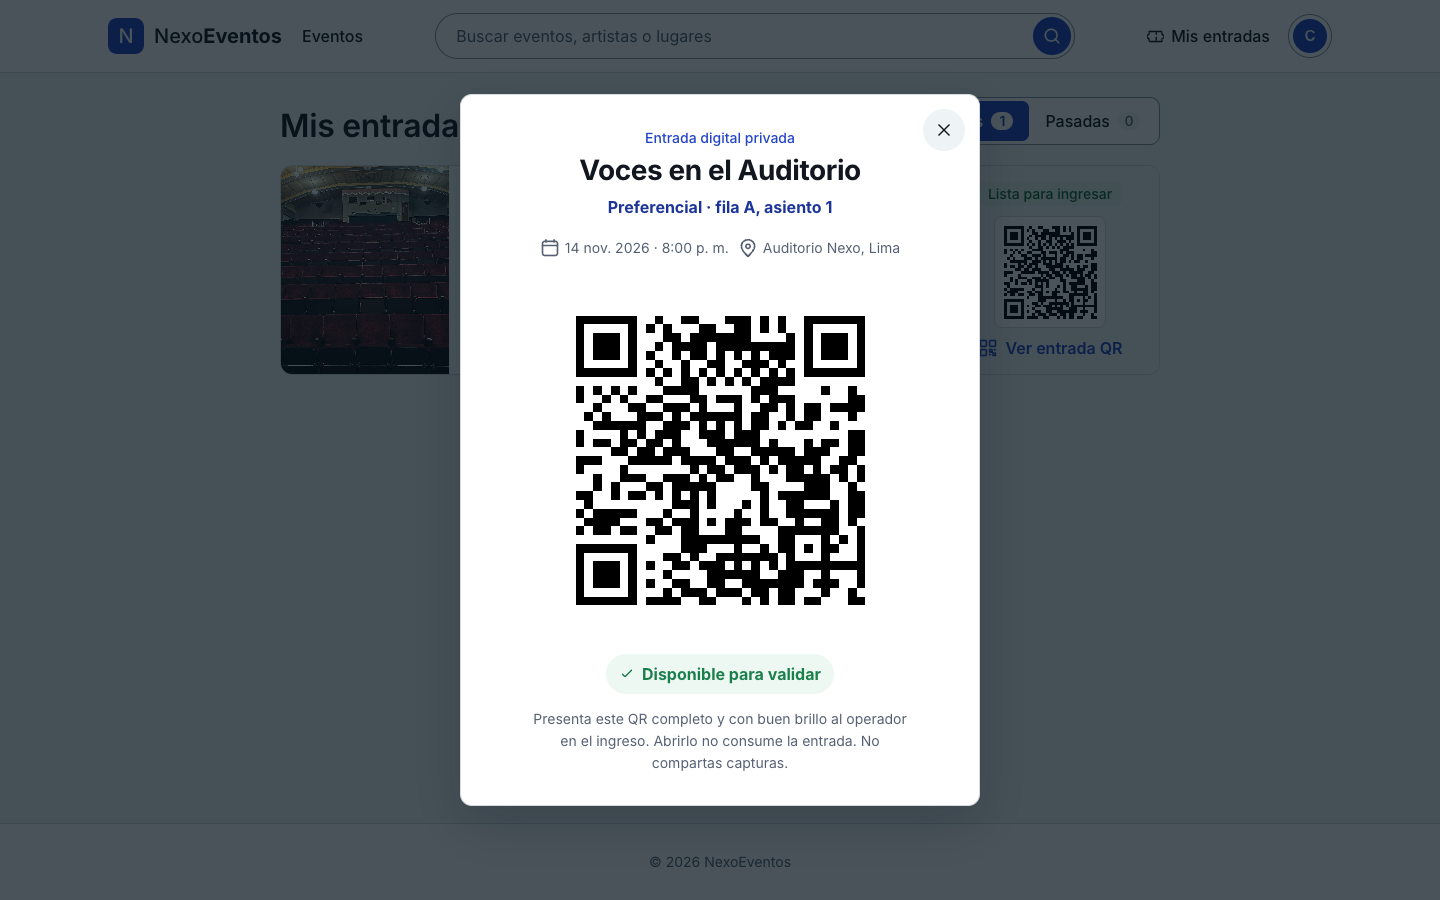 N NexoEventos Eventos Buscar eventos, artistas o lugares Mis entradas C
Mis entrada
1 Pasadas 0
Entrada digital privada
Voces en el Auditorio
Preferencial · fila A, asiento 1
14 nov. 2026 · 8:00 p. m. Auditorio Nexo, Lima
Lista para ingresar
Ver entrada QR
Disponible para validar
Presenta este QR completo y con buen brillo al operador
en el ingreso. Abrirlo no consume la entrada. No
compartas capturas.
© 2026 NexoEventos